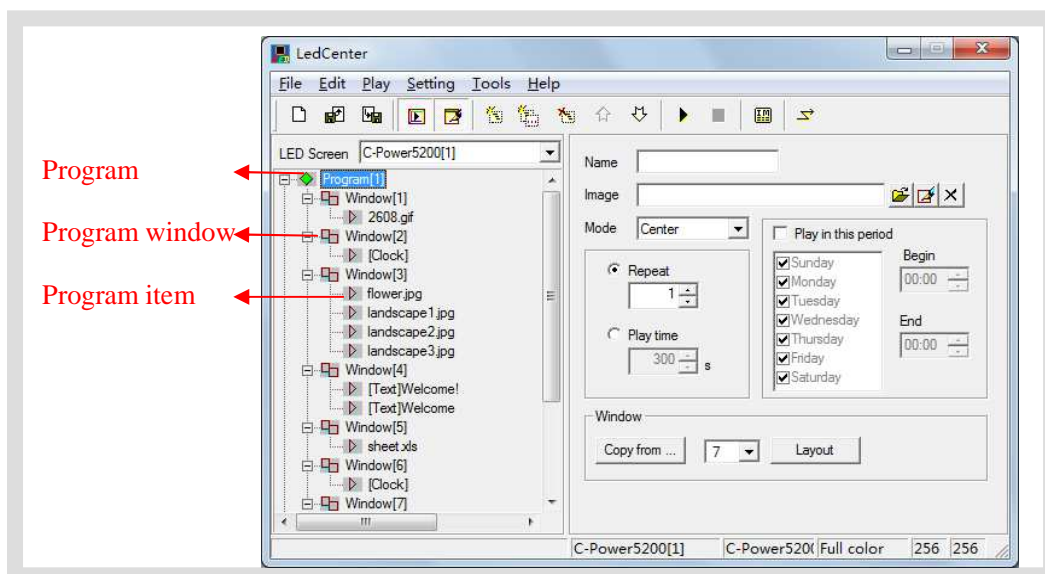 LedCenter
File Edit Play Setting Tools Help
LED Screen C-Power5200[1]
Program
Program window
Program item
Program[1]
Window[1]
2608.gif
Window[2]
[Clock]
Window[3]
flower.jpg
landscape1.jpg
landscape2.jpg
landscape3.jpg
Window[4]
[Text]Welcome!
[Text]Welcome
Window[5]
sheet.xls
Window[6]
[Clock]
Window[7]
Name
Image
Mode Center
Repeat
1
Play time
300 s
Play in this period
Sunday
Monday
Tuesday
Wednesday
Thursday
Friday
Saturday
Begin
00:00
End
00:00
Window
Copy from ... 7 Layout
C-Power5200[1] C-Power520( Full color 256 256